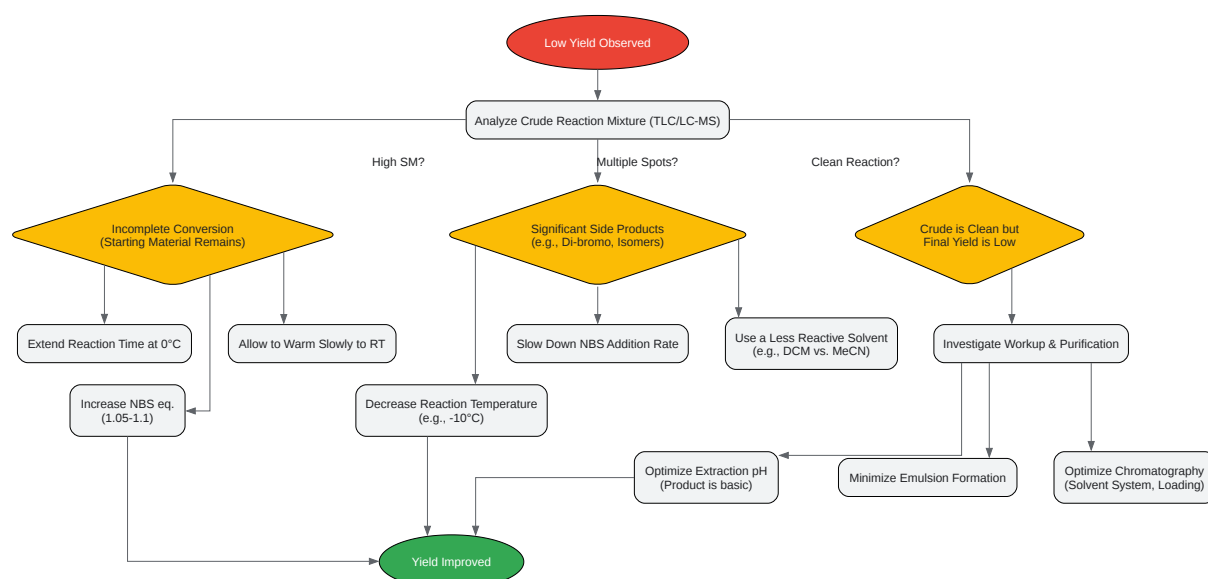 Low Yield Observed
Analyze Crude Reaction Mixture (TLC/LC-MS)
High SM?
Multiple Spots?
Clean Reaction?
Incomplete Conversion
(Starting Material Remains)
Significant Side Products
(e.g., Di-bromo, Isomers)
Crude is Clean but
Final Yield is Low
Extend Reaction Time at 0°C
Allow to Warm Slowly to RT
Slow Down NBS Addition Rate
Use a Less Reactive Solvent
(e.g., DCM vs. MeCN)
Investigate Workup & Purification
Increase NBS eq.
(1.05-1.1)
Decrease Reaction Temperature
(e.g., -10°C)
Optimize Extraction pH
(Product is basic)
Minimize Emulsion Formation
Optimize Chromatography
(Solvent System, Loading)
Yield Improved